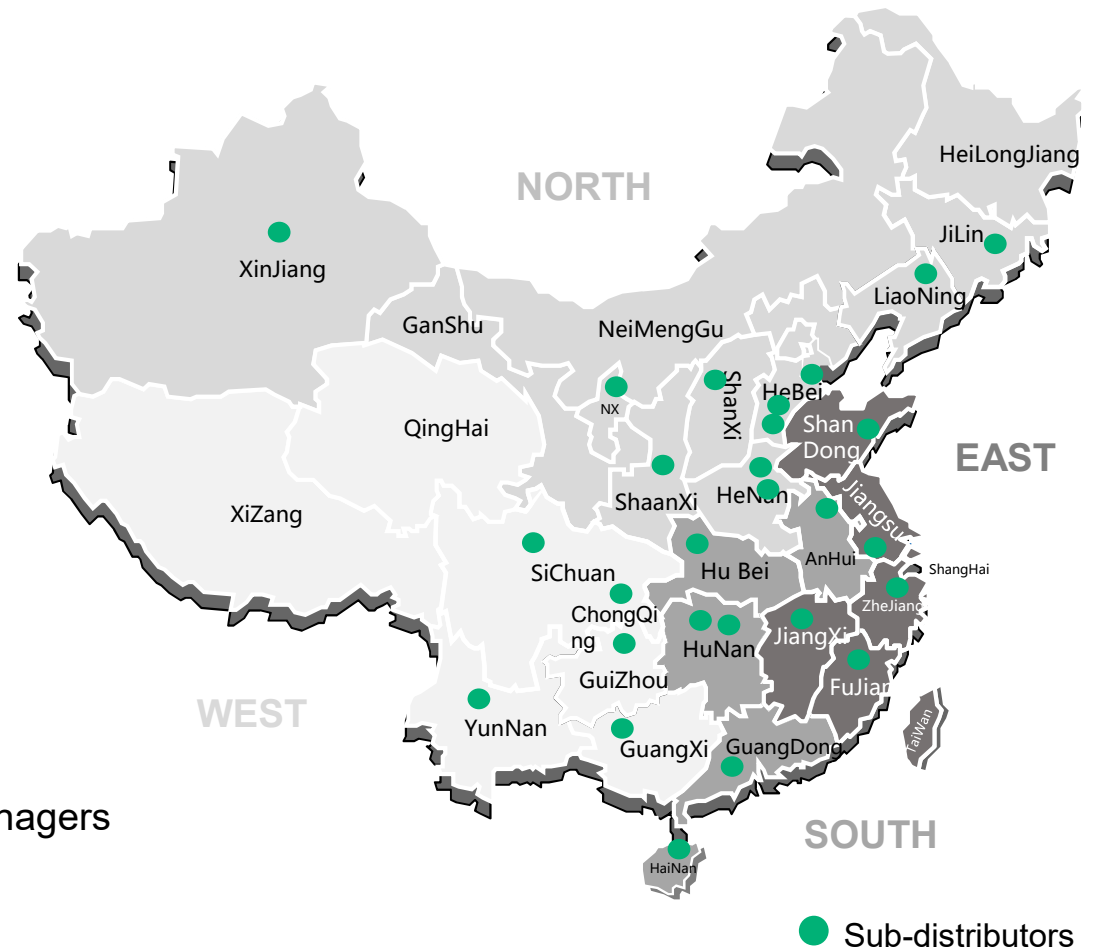 HeiLongJiang
NORTH
JiLin
XinJiang
LiaoNing
GanShu
NeiMengGu
ShanXi
HeBei
NX
QingHai
Shan
Dong
EAST
XiZang
ShaanXi
HeNan
Jiangsu
SiChuan
Hu Bei
AnHui
ShangHai
ChongQi
ng
ZheJiang
HuNan
JiangXi
GuiZhou
FuJian
WEST
YunNan
GuangXi
GuangDong
TaiWan
nagers
SOUTH
HaiNan
Sub-distributors